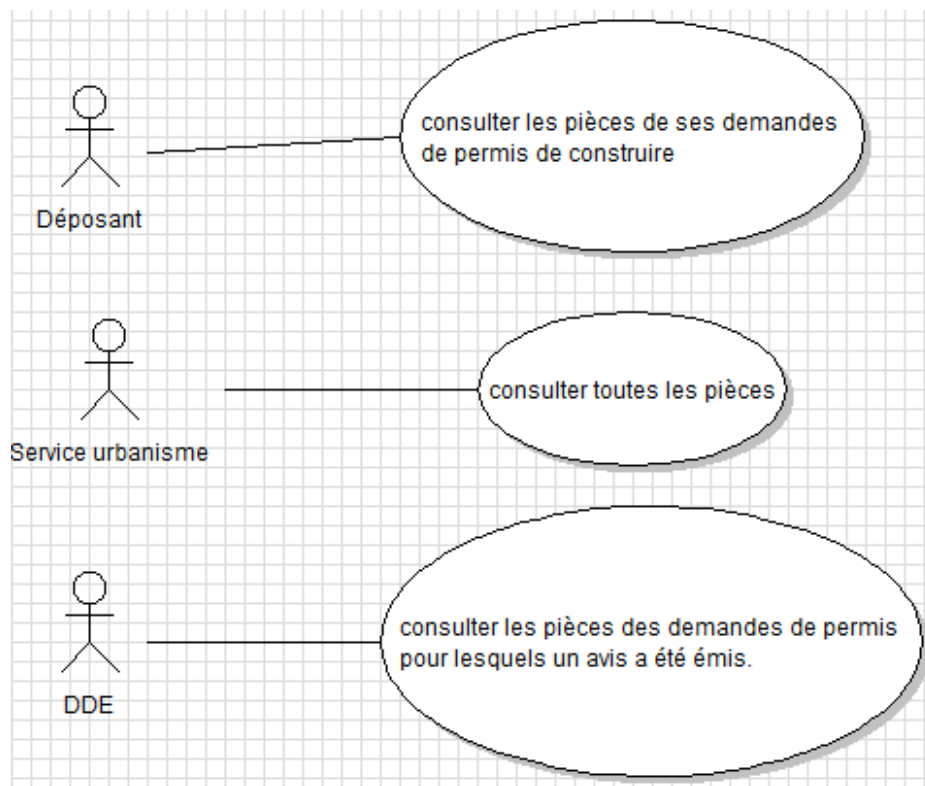 consulter les pièces de ses demandes
de permis de construire
Déposant
consulter toutes les pièces
Service urbanisme
consulter les pièces des demandes de permis
pour lesquels un avis a été émis.
DDE